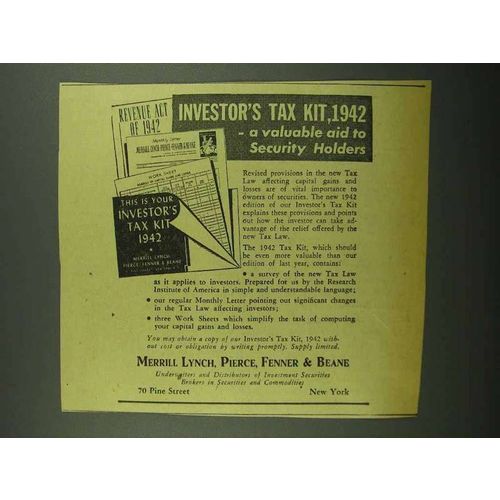 REVENUE ACT
OF 1942
Monthly Letter
MERRILL LYNCH, PIERCE, FENNER & BEANE
WORK SHEET
THIS IS YOUR
INVESTOR'S
TAX KIT
1942
MERRILL LYNCH,
PIERCE, FENNER & BEANE
INVESTOR'S TAX KIT, 1942
- a valuable aid to
Security Holders
Revised provisions in the new Tax
Law affecting capital gains and
losses are of vital importance to
owners of securities. The new 1942
edition of our Investor's Tax Kit
explains these provisions and points
out how the investor can take ad-
vantage of the relief offered by the
new Tax Law.
The 1942 Tax Kit, which should
be even more valuable than our
edition of last year, contains:
• a survey of the new Tax Law
as it applies to investors. Prepared for us by the Research
Institute of America in simple and understandable language;
• our regular Monthly Letter pointing out significant changes
in the Tax Law affecting investors;
• three Work Sheets which simplify the task of computing
your capital gains and losses.
You may obtain a copy of our Investor's Tax Kit, 1942 with-
out cost or obligation by writing promptly. Supply limited.
MERRILL LYNCH, PIERCE, FENNER & BEANE
Underwriters and Distributors of Investment Securities
Brokers in Securities and Commodities
70 Pine Street New York